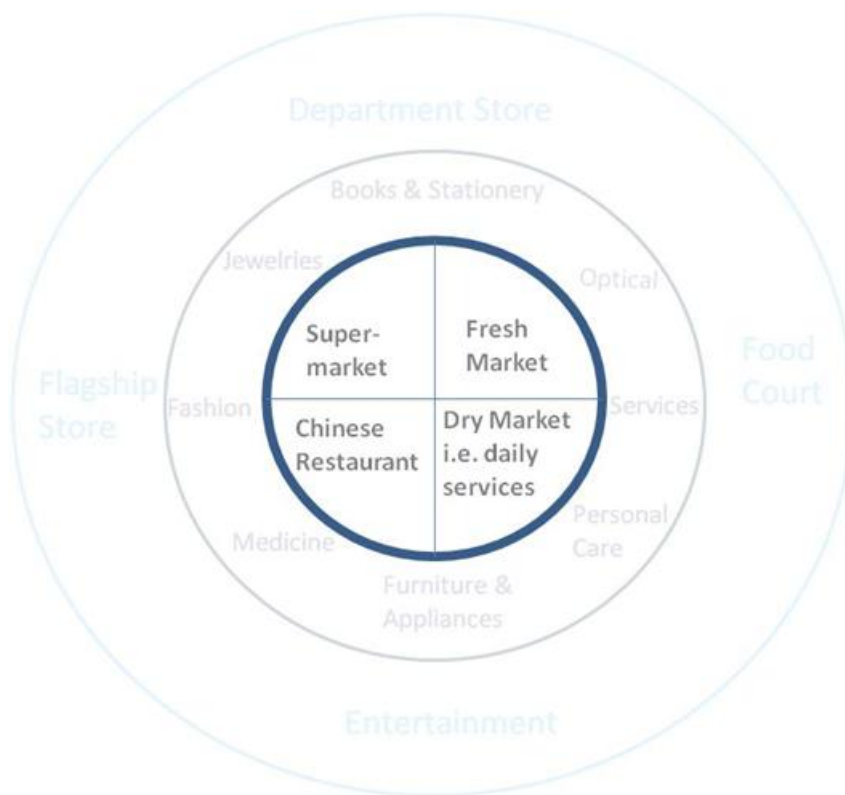 Department Store
Books & Stationery
Jewelries
Optical
Super-
market
Fresh
Market
Flagship
Store
Food
Court
Fashion
Services
Chinese
Restaurant
Dry Market
i.e. daily
services
Medicine
Personal
Care
Furniture &
Appliances
Entertainment